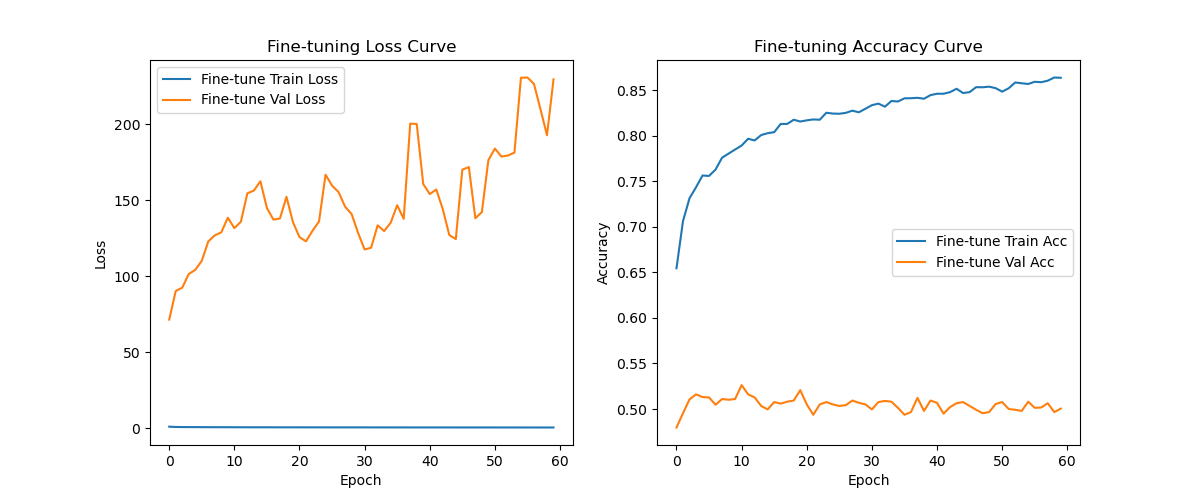 Fine-tuning Loss Curve
Fine-tune Train Loss
Fine-tune Val Loss
200
150
100
50
0
Loss
0 10 20 30 40 50 60
Epoch
Fine-tuning Accuracy Curve
0.85
0.80
0.75
0.70
0.65
0.60
0.55
0.50
Accuracy
Fine-tune Train Acc
Fine-tune Val Acc
0 10 20 30 40 50 60
Epoch